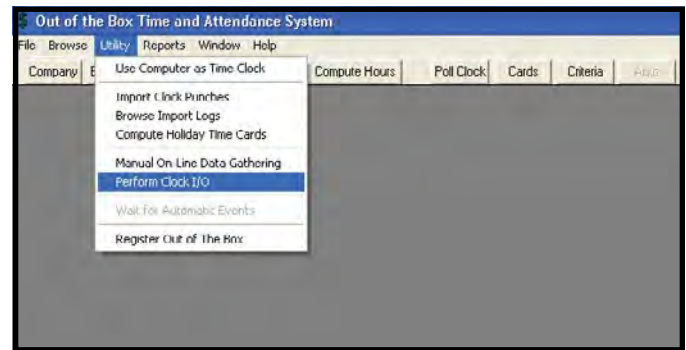 Out of the Box Time and Attendance System
File Browse Utility Reports Window Help
Company Compute Hours Poll Clock Cards Criteria
Use Computer as Time Clock
Import Clock Punches
Browse Import Logs
Compute Holiday Time Cards
Manual On Line Data Gathering
Perform Clock I/O
Wait for Automatic Events
Register Out of The Box